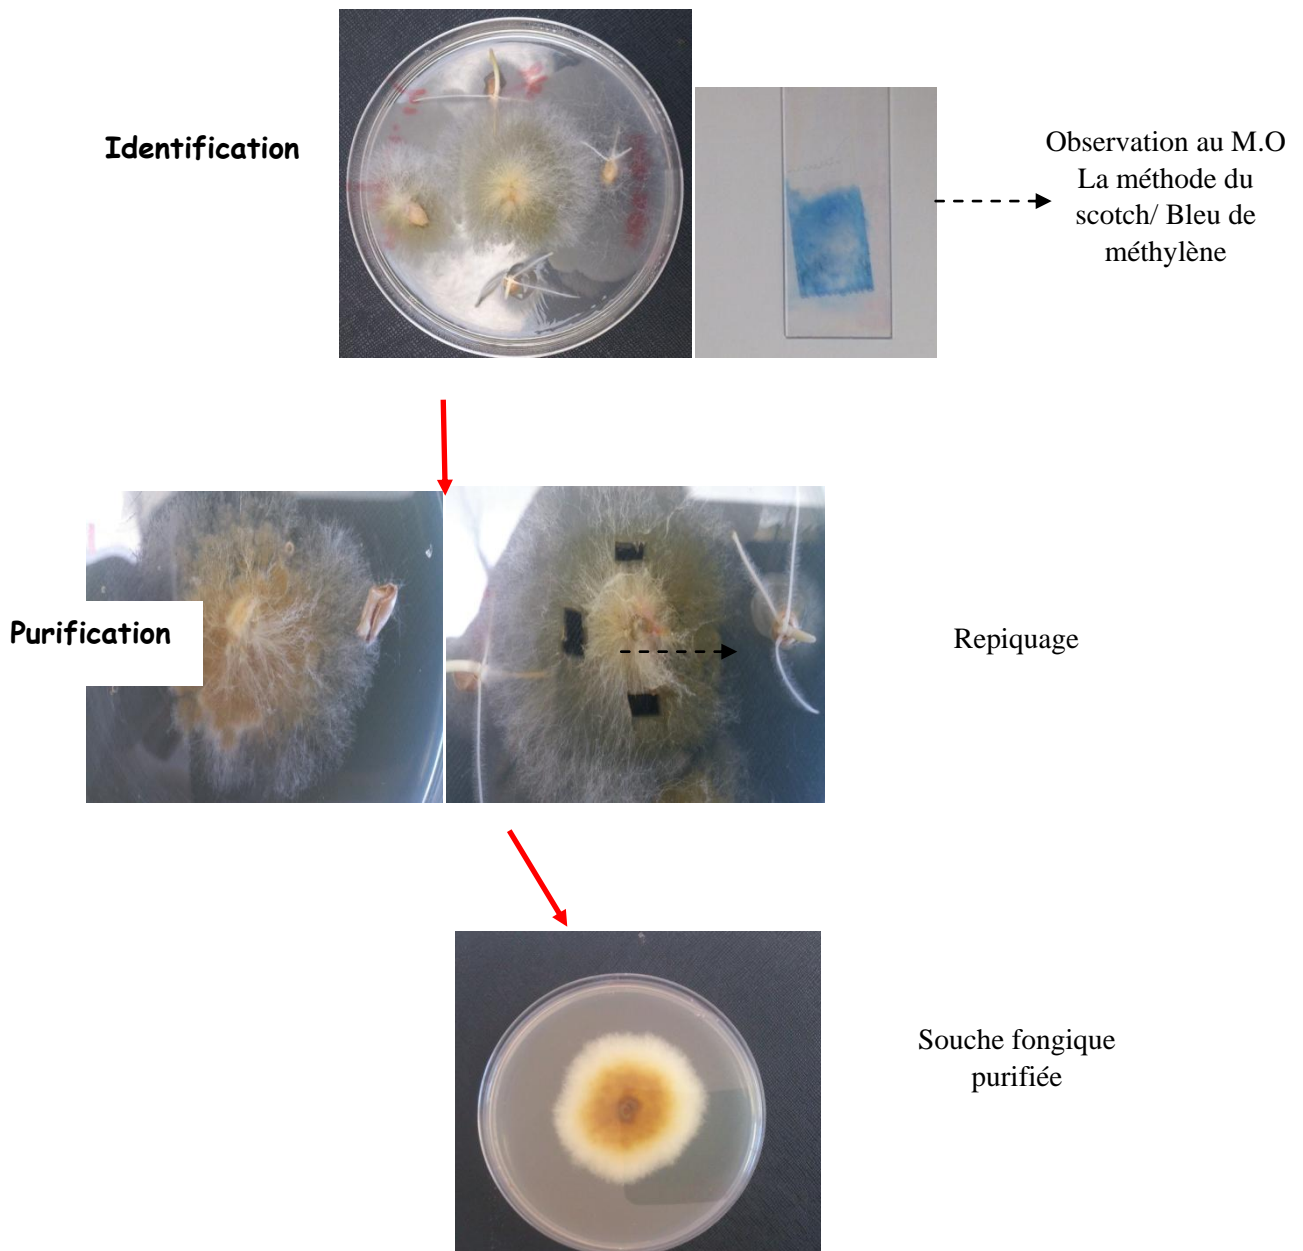 Identification
Observation au M.O
La méthode du
scotch/ Bleu de
méthylène
Purification
Repiquage
Souche fongique
purifiée